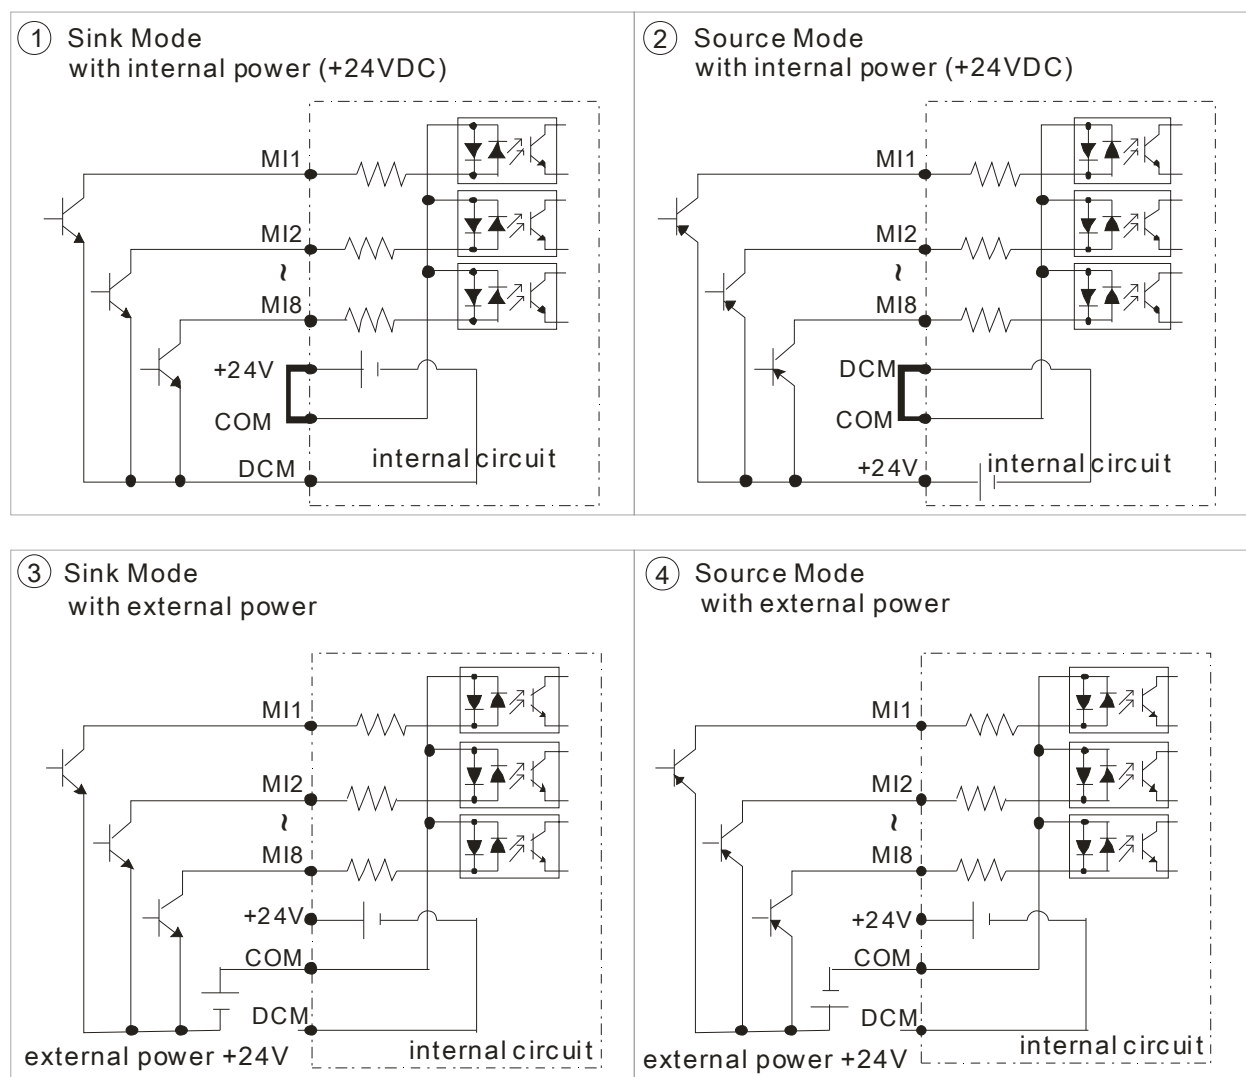 1 Sink Mode
with internal power (+24VDC)
MI1
MI2
~
MI8
+24V
COM
DCM
internal circuit
2 Source Mode
with internal power (+24VDC)
MI1
MI2
~
MI8
DCM
COM
+24V
internal circuit
3 Sink Mode
with external power
MI1
MI2
~
MI8
+24V
COM
DCM
external power +24V
internal circuit
4 Source Mode
with external power
MI1
MI2
~
MI8
+24V
COM
DCM
external power +24V
internal circuit